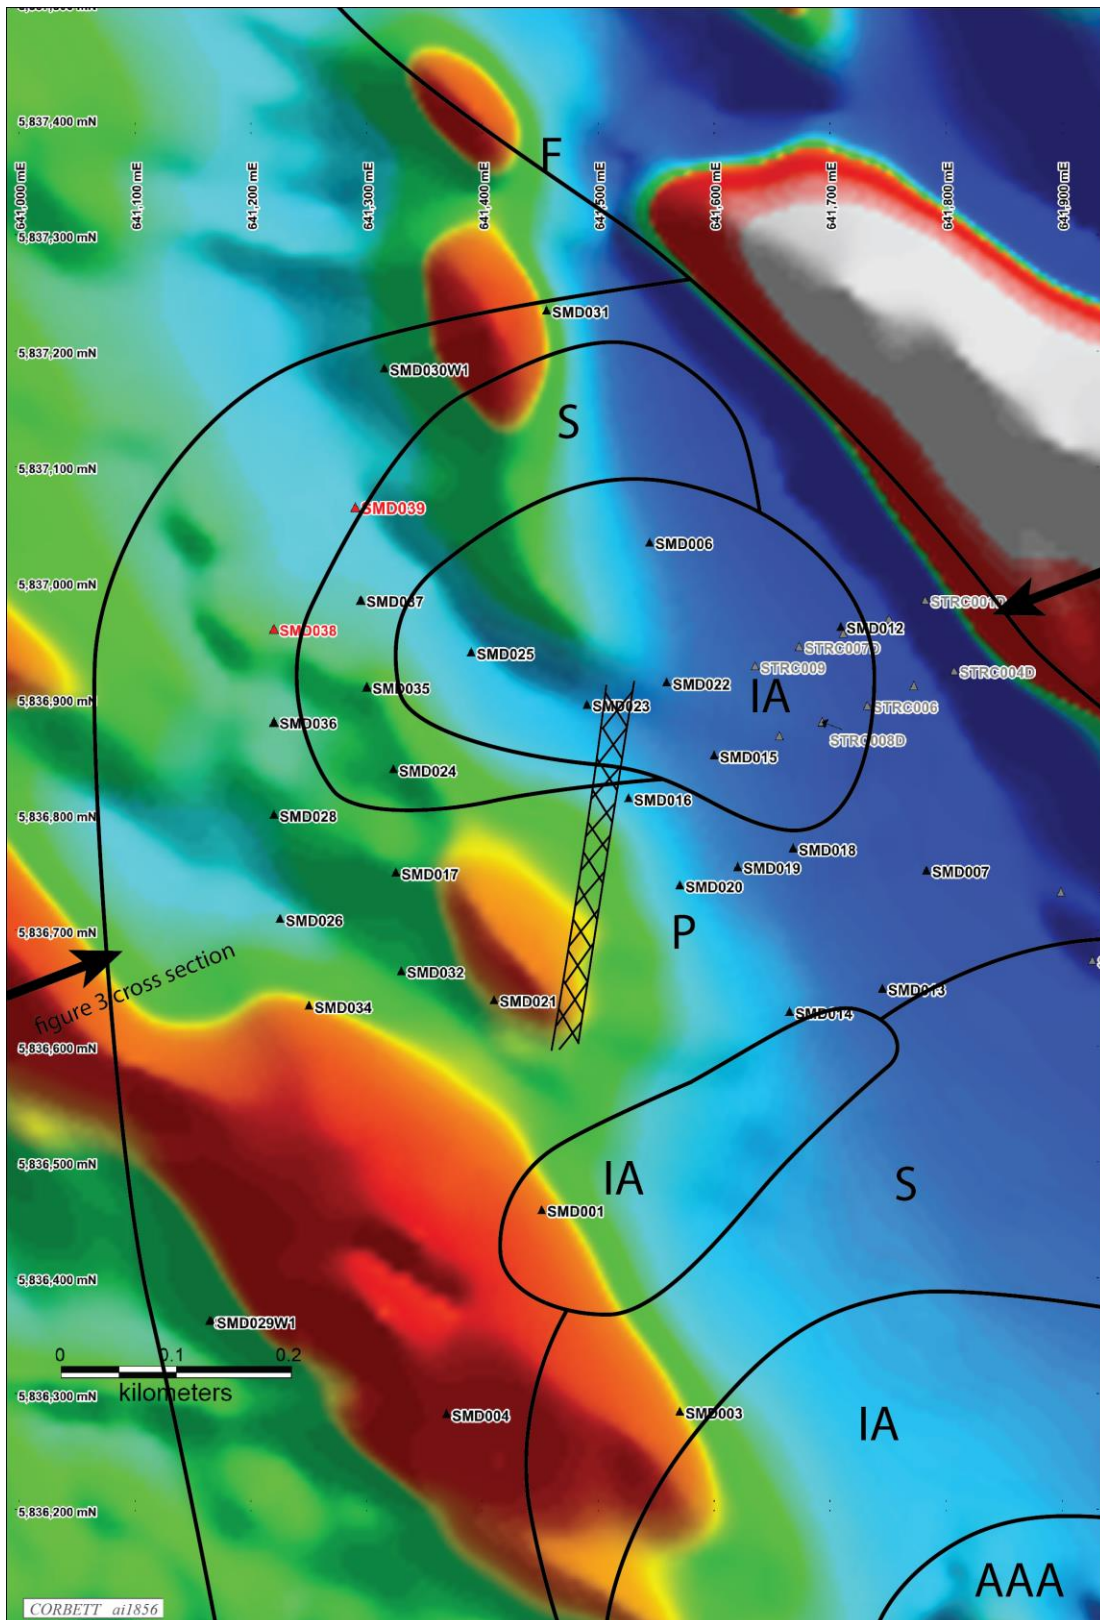 5,837,400 mN
F
641,000 mE
641,100 mE
641,200 mE
641,300 mE
641,400 mE
641,500 mE
641,600 mE
641,700 mE
641,800 mE
641,900 mE
5,837,300 mN
SMD031
5,837,200 mN
SMD030W1
S
5,837,100 mN
SMD039
SMD006
5,837,000 mN
SMD037
STRC001D
SMD038
SMD012
STRC007D
SMD025
STRC009
STRC004D
5,836,900 mN
SMD035
SMD022
IA
SMD023
STRC006
SMD036
STRC008D
SMD015
SMD024
5,836,800 mN
SMD028
SMD016
SMD018
SMD017
SMD019
SMD007
SMD020
5,836,700 mN
SMD026
P
figure 3 cross section
SMD032
SMD034
SMD021
SMD013
SMD014
5,836,600 mN
5,836,500 mN
IA
S
SMD001
5,836,400 mN
SMD029W1
0 0.1 0.2
kilometers
5,836,300 mN
SMD004
SMD003
IA
5,836,200 mN
AAA
CORBETT ai1856